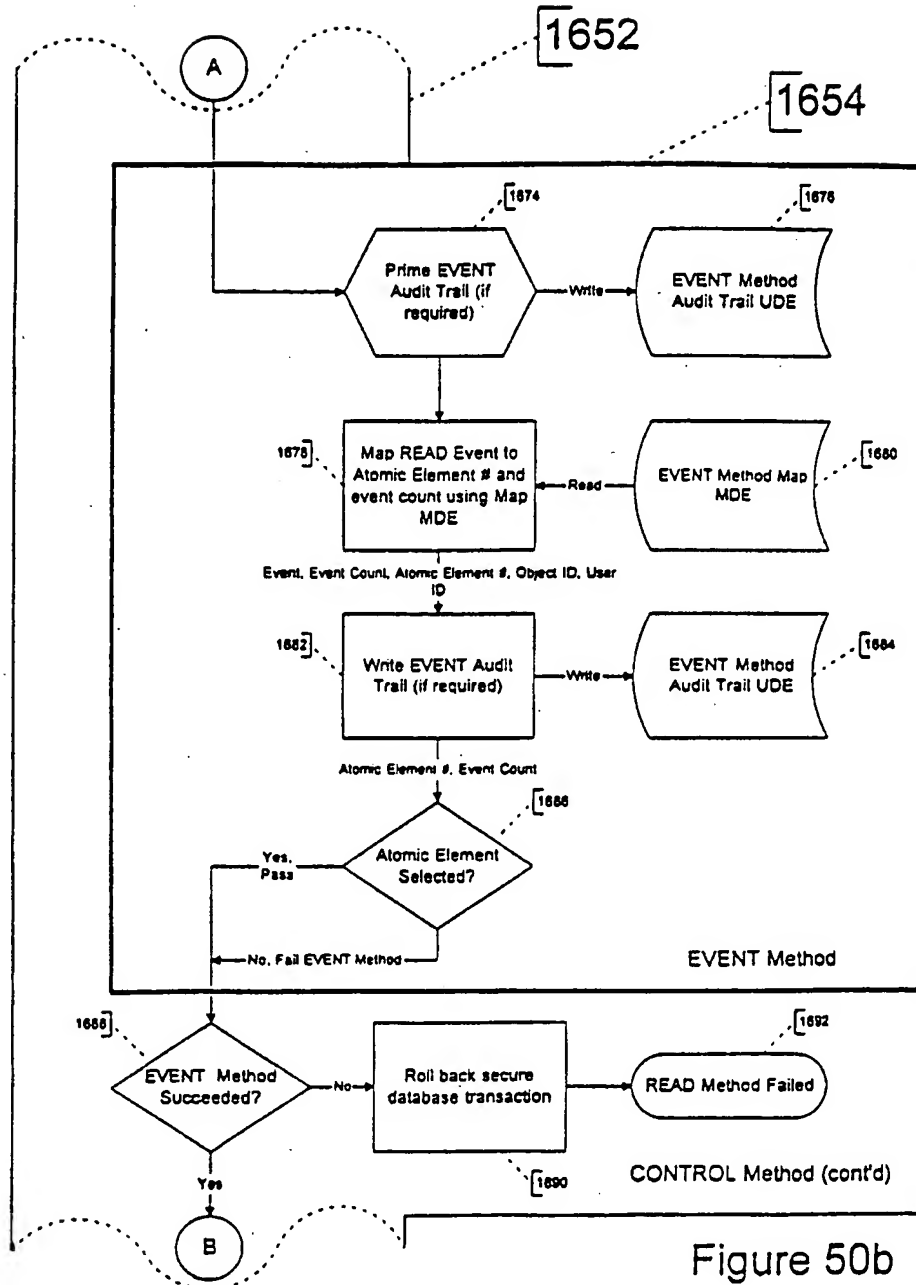 1652
A
1654
1674
1676
Prime EVENT
Audit Trail (if
required)
Write
EVENT Method
Audit Trail UDE
1678
Map READ Event to
Atomic Element # and
event count using Map
MDE
Read
EVENT Method Map
MDE
1680
Event, Event Count, Atomic Element #, Object ID, User
ID
1682
Write EVENT Audit
Trail (if required)
Write
EVENT Method
Audit Trail UDE
1684
Atomic Element #, Event Count
1686
Atomic Element
Selected?
Yes,
Pass
No, Fail EVENT Method
EVENT Method
1688
EVENT Method
Succeeded?
No
Roll back secure
database transaction
1692
READ Method Failed
1690
CONTROL Method (cont'd)
Yes
B
Figure 50b